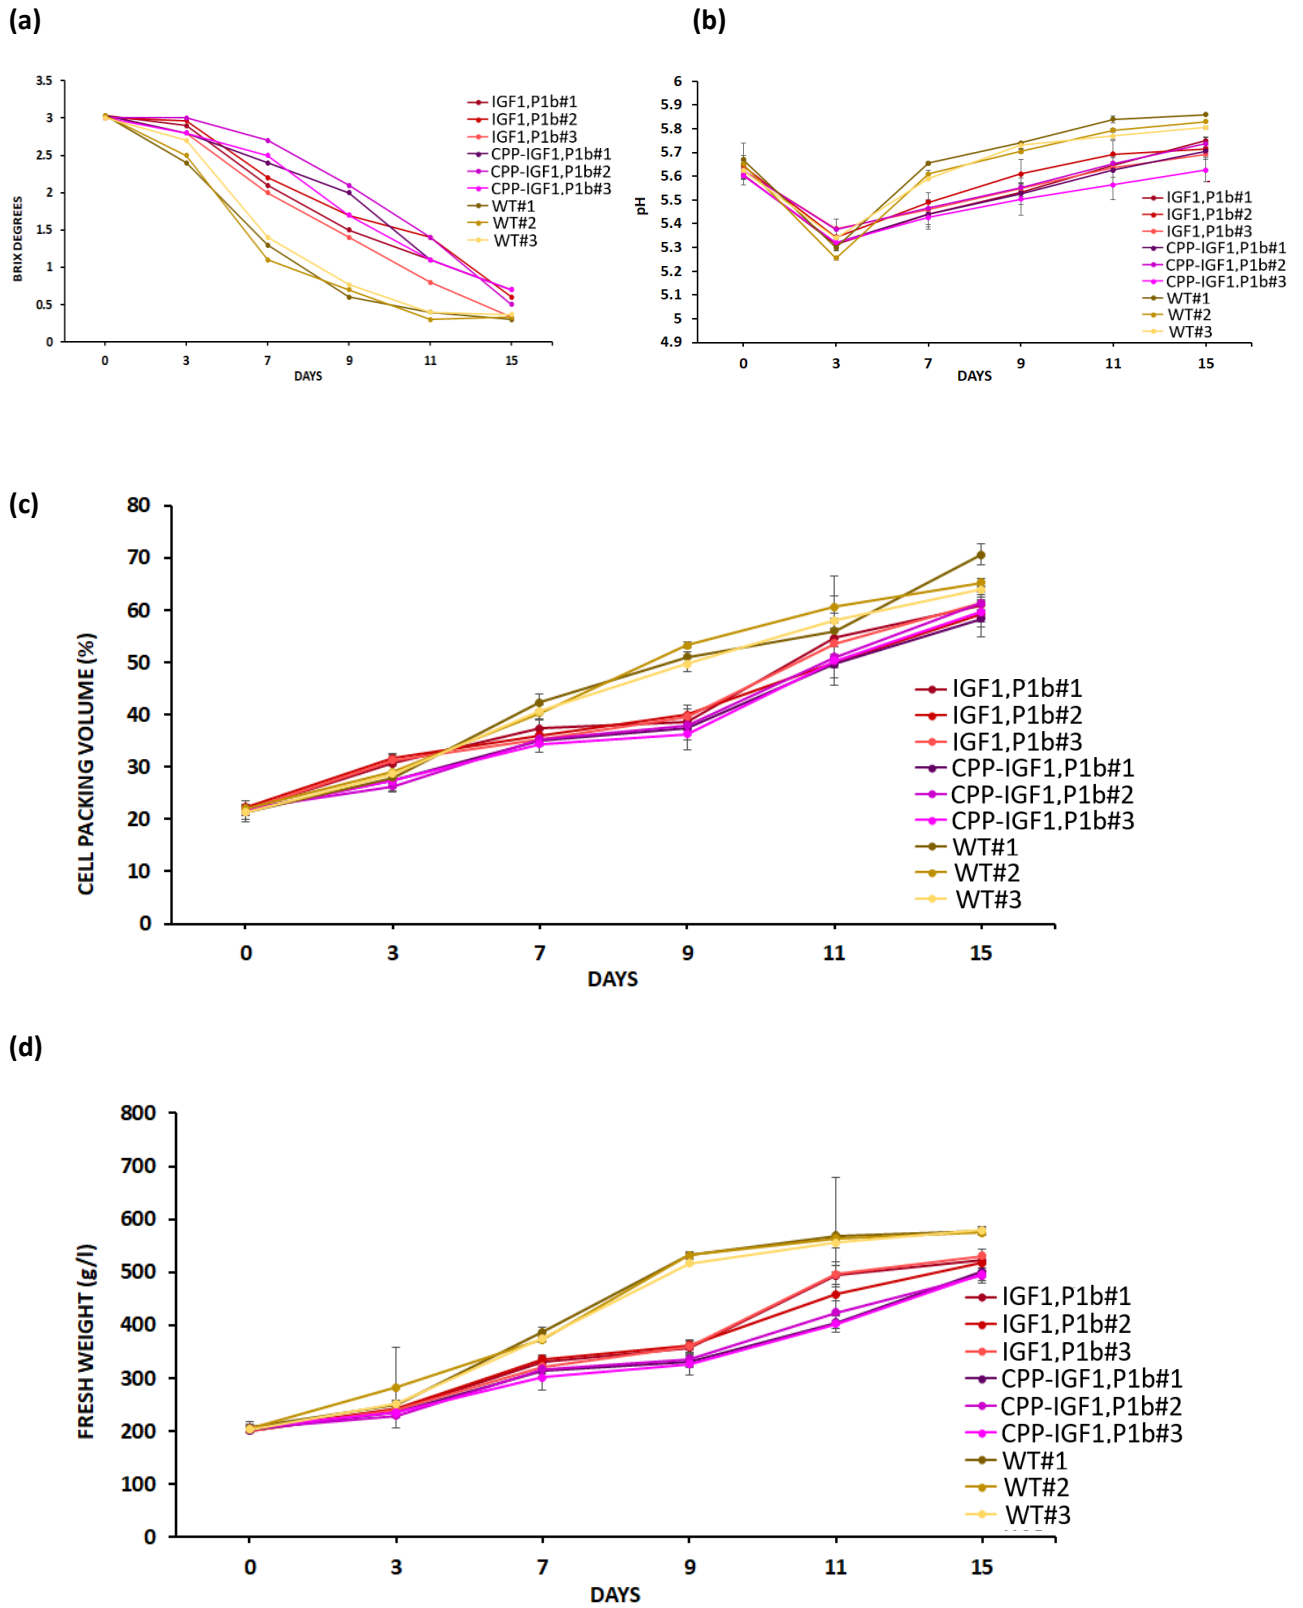 (a)
(b)
3.5
3
2.5
2
1.5
1
0.5
0
BRIX DEGREES
0 3 7 9 11 15
DAYS
IGF1,P1b#1
IGF1,P1b#2
IGF1,P1b#3
CPP-IGF1,P1b#1
CPP-IGF1,P1b#2
CPP-IGF1,P1b#3
WT#1
WT#2
WT#3
6
5.9
5.8
5.7
5.6
5.5
5.4
5.3
5.2
5.1
5
4.9
pH
0 3 7 9 11 15
DAYS
IGF1,P1b#1
IGF1,P1b#2
IGF1,P1b#3
CPP-IGF1,P1b#1
CPP-IGF1,P1b#2
CPP-IGF1.P1b#3
WT#1
WT#2
WT#3
(c)
80
70
60
50
40
30
20
10
0
CELL PACKING VOLUME (%)
0 3 7 9 11 15
DAYS
IGF1,P1b#1
IGF1,P1b#2
IGF1,P1b#3
CPP-IGF1,P1b#1
CPP-IGF1,P1b#2
CPP-IGF1.P1b#3
WT#1
WT#2
WT#3
(d)
800
700
600
500
400
300
200
100
0
FRESH WEIGHT (g/l)
0 3 7 9 11 15
DAYS
IGF1,P1b#1
IGF1,P1b#2
IGF1,P1b#3
CPP-IGF1,P1b#1
CPP-IGF1,P1b#2
CPP-IGF1,P1b#3
WT#1
WT#2
WT#3